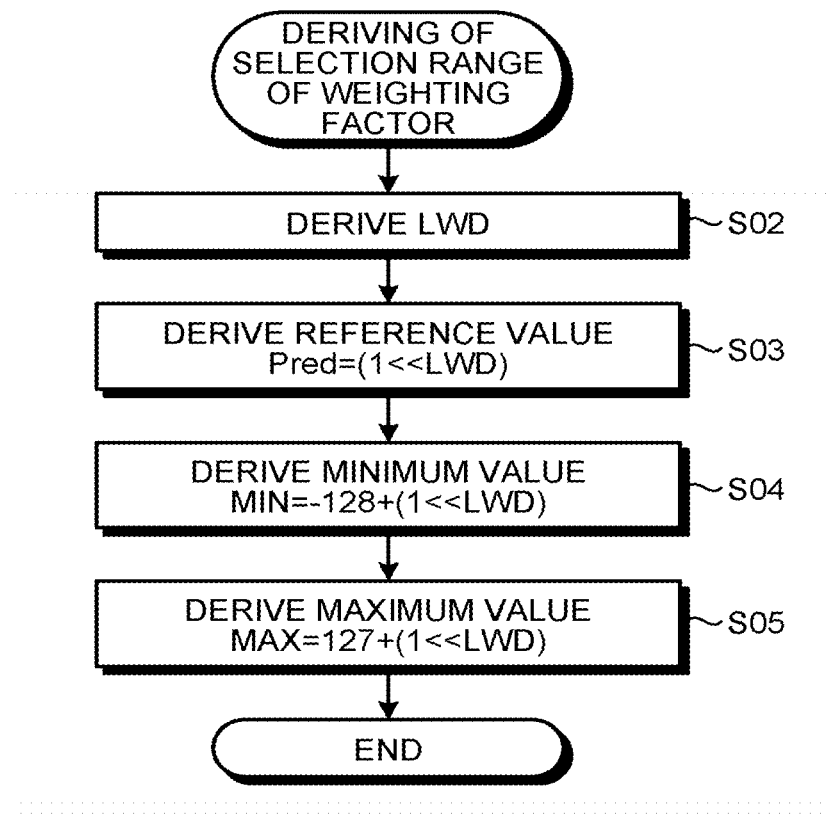 DERIVING OF
SELECTION RANGE
OF WEIGHTING
FACTOR
DERIVE LWD
S02
DERIVE REFERENCE VALUE
Pred=(1<<LWD)
S03
DERIVE MINIMUM VALUE
MIN=-128+(1<<LWD)
S04
DERIVE MAXIMUM VALUE
MAX=127+(1<<LWD)
S05
END